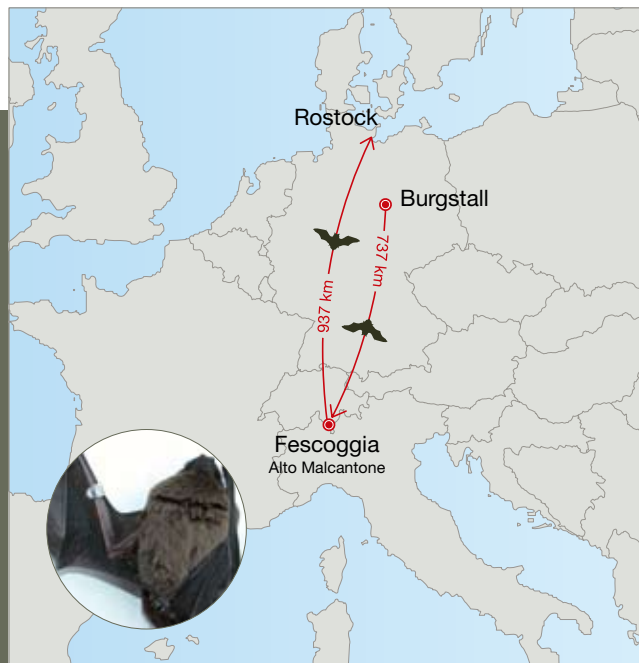 Rostock
Burgstall
737 km
937 km
Fescoggia
Alto Malcantone